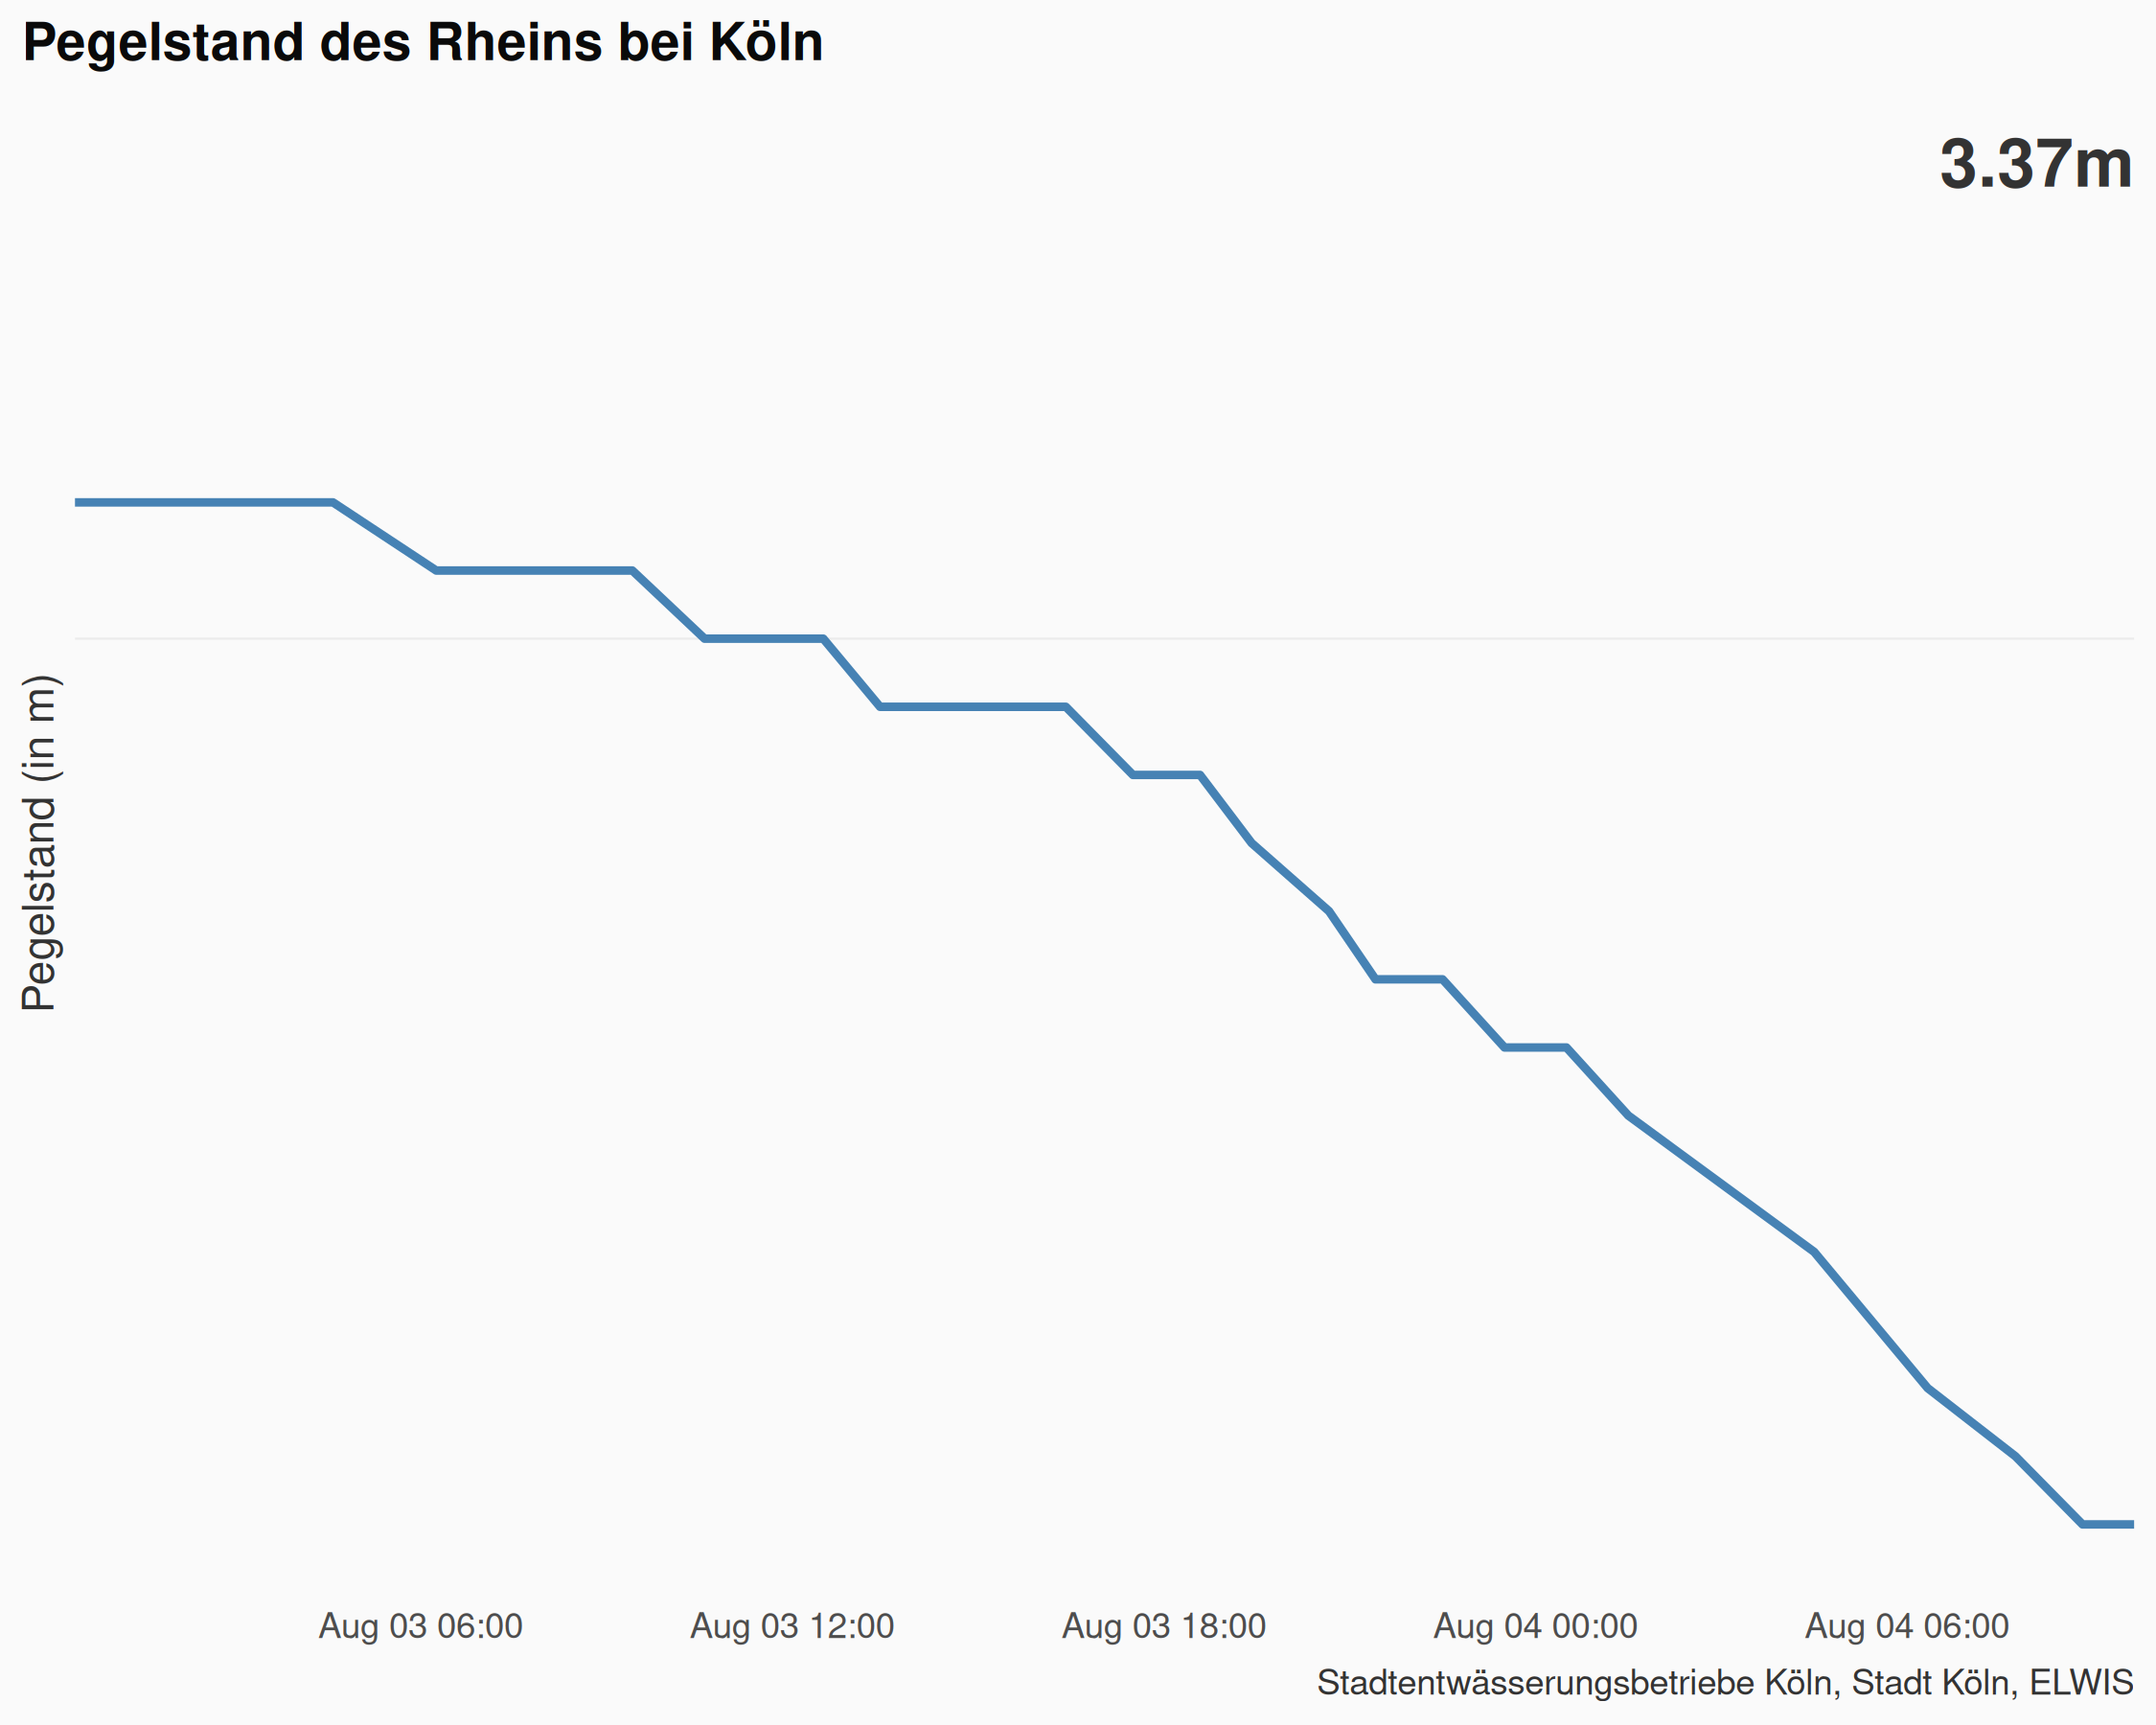 Pegelstand des Rheins bei Köln
3.37m
Pegelstand (in m)
Aug 03 06:00
Aug 03 12:00
Aug 03 18:00
Aug 04 00:00
Aug 04 06:00
Stadtentwässerungsbetriebe Köln, Stadt Köln, ELWIS